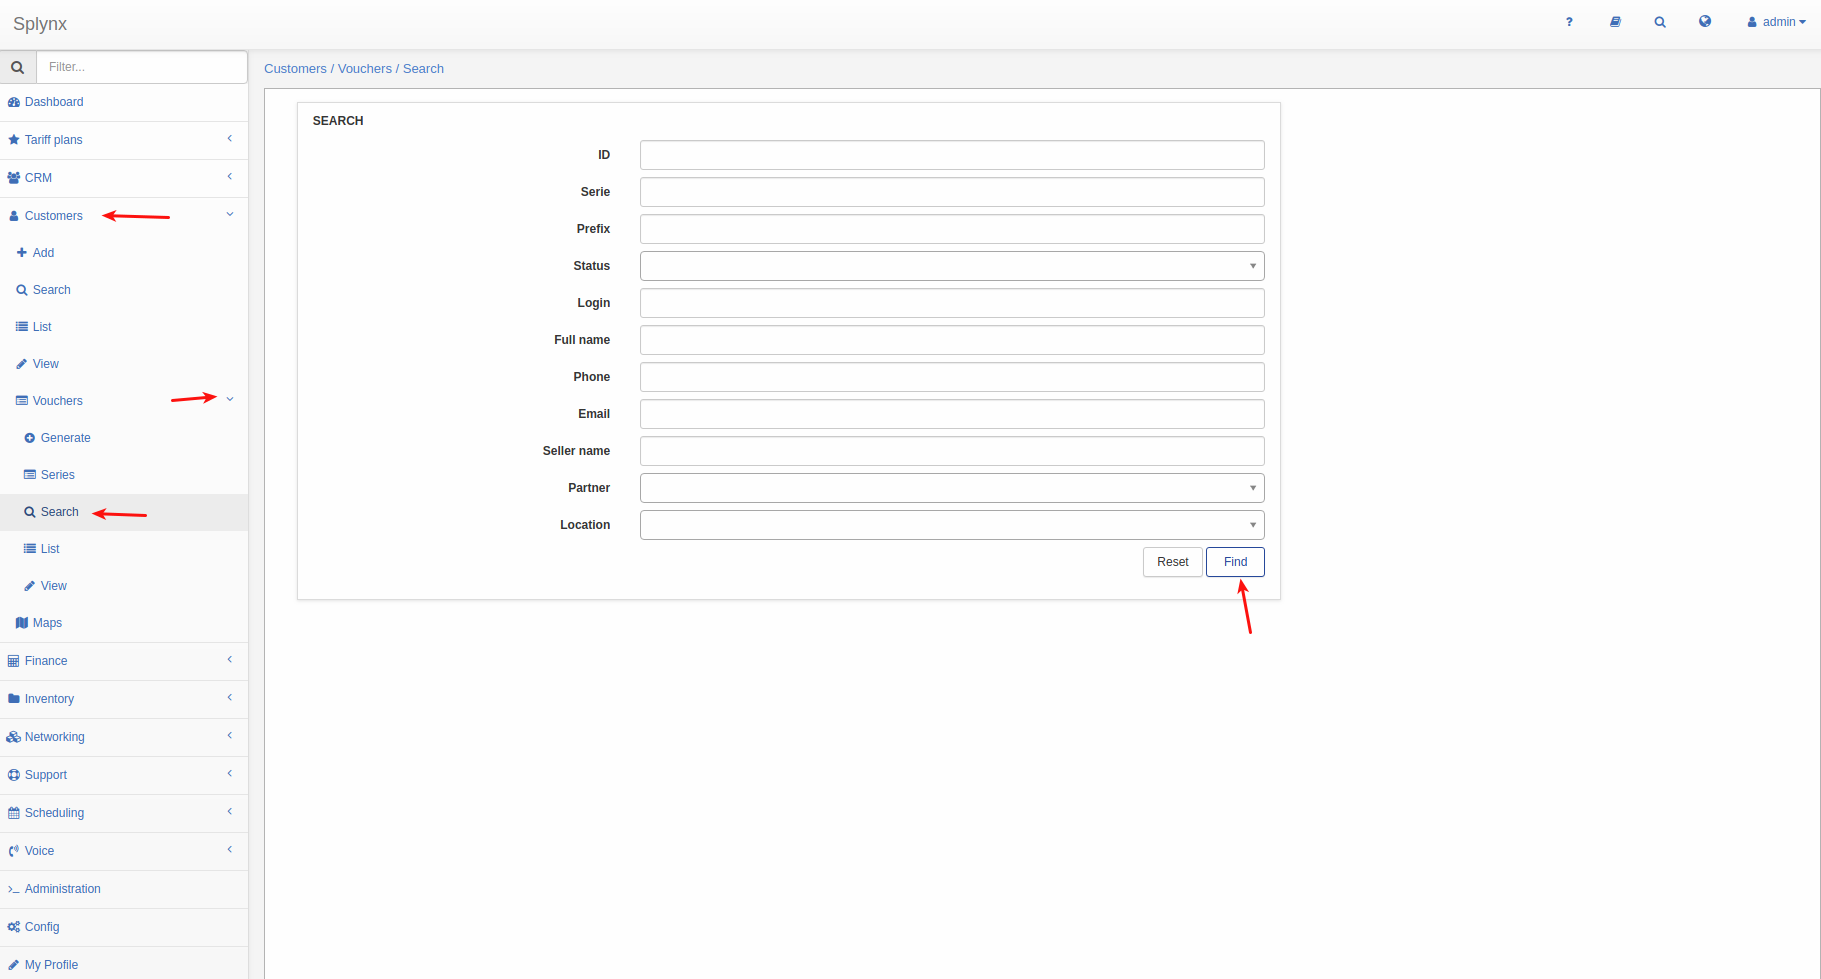 Splynx
?
admin
Filter...
Customers / Vouchers / Search
Dashboard
Tariff plans
CRM
Customers
Add
Search
List
View
Vouchers
Generate
Series
Search
List
View
Maps
Finance
Inventory
Networking
Support
Scheduling
Voice
Administration
Config
My Profile
SEARCH
ID
Serie
Prefix
Status
Login
Full name
Phone
Email
Seller name
Partner
Location
Reset Find